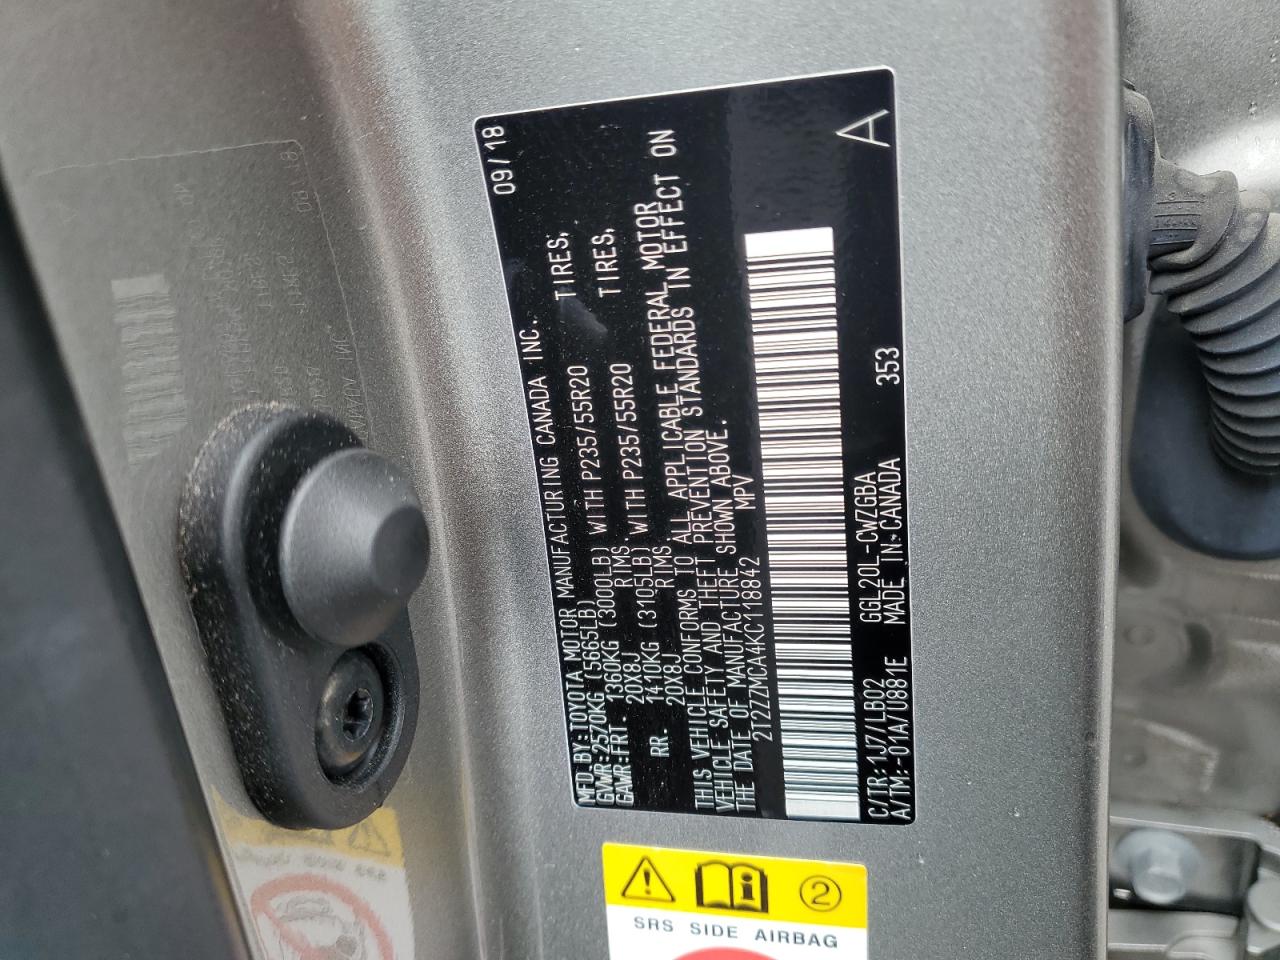 MFD.BY:TOYOTA MOTOR MANUFACTURING CANADA INC. 09/18
GVWR:2570KG (5665LB)
GAWR:FRT. 1360KG (3000LB) WITH P235/55R20 TIRES,
20X8J RIMS,
RR. 1410KG (3105LB) WITH P235/55R20 TIRES,
20X8J RIMS
THIS VEHICLE CONFORMS TO ALL APPLICABLE FEDERAL MOTOR
VEHICLE SAFETY AND THEFT PREVENTION STANDARDS IN EFFECT ON
THE DATE OF MANUFACTURE SHOWN ABOVE.
2T2ZZMCA4KC118842 MPV
A
C/TR:1J7/LB02 GGL20L-CWZGBA 353
A/TM:-01A/U881E MADE IN CANADA
2
SRS SIDE AIRBAG